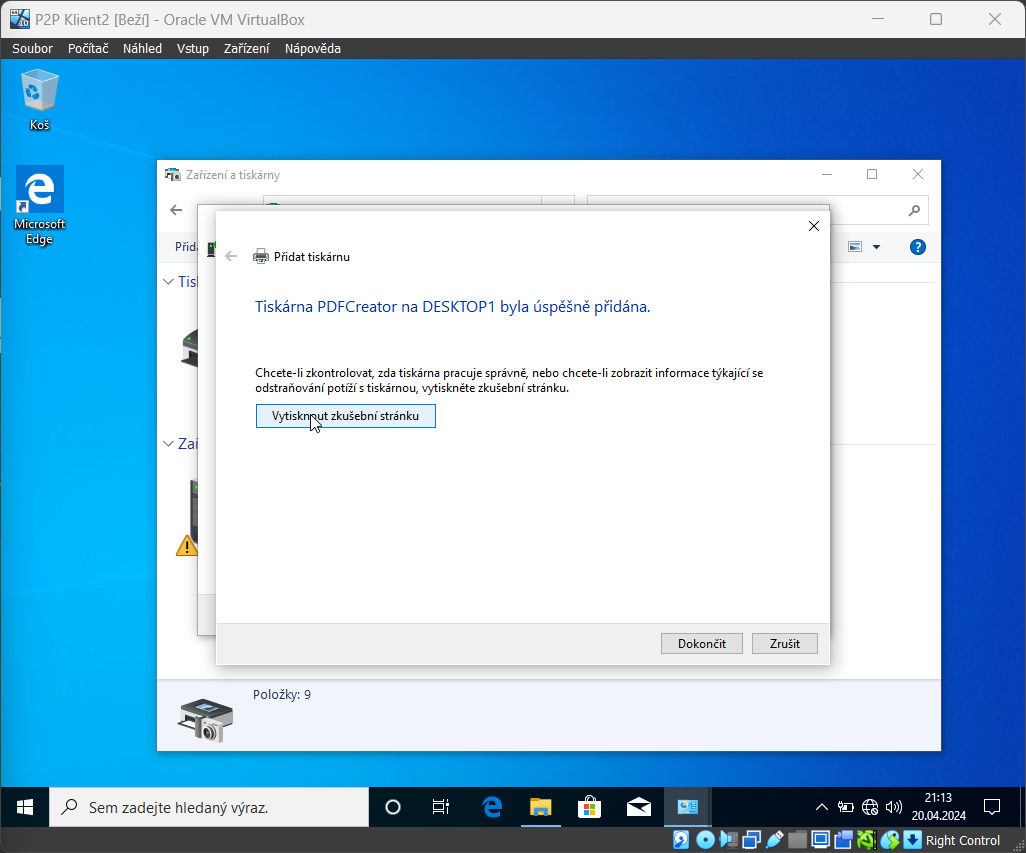 P2P Klient2 [Beží] - Oracle VM VirtualBox
Soubor Počítač Náhled Vstup Zařízení Nápověda
Koš
Microsoft
Edge
Zařízení a tiskárny
Přid
Tisk
Přidat tiskárnu
Tiskárna PDFCreator na DESKTOP1 byla úspěšně přidána.
Chcete-li zkontrolovat, zda tiskárna pracuje správně, nebo chcete-li zobrazit informace týkající se
odstraňování potíží s tiskárnou, vytiskněte zkušební stránku.
Vytisknout zkušební stránku
Zař
Dokončit Zrušit
Položky: 9
Sem zadejte hledaný výraz.
21:13
20.04.2024
Right Control